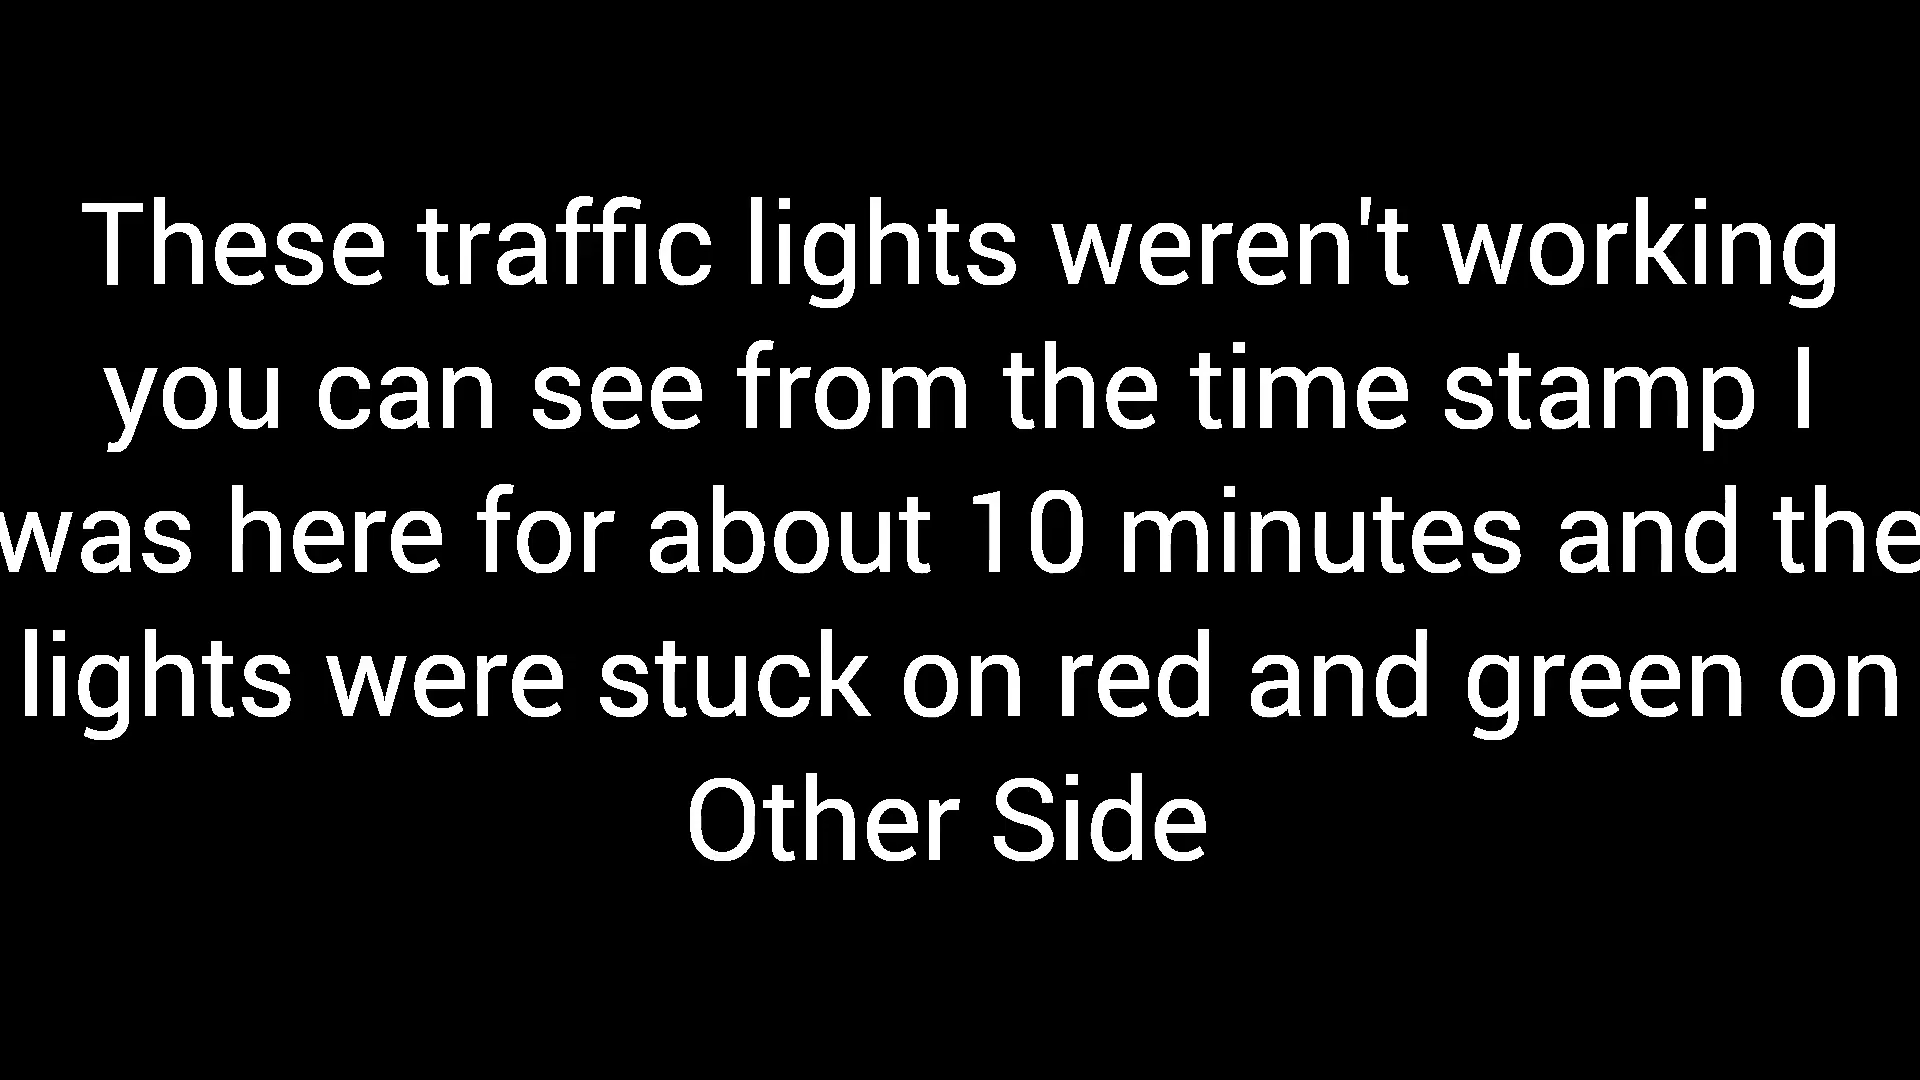 These traffic lights weren't working
you can see from the time stamp I
was here for about 10 minutes and the
lights were stuck on red and green on
Other Side